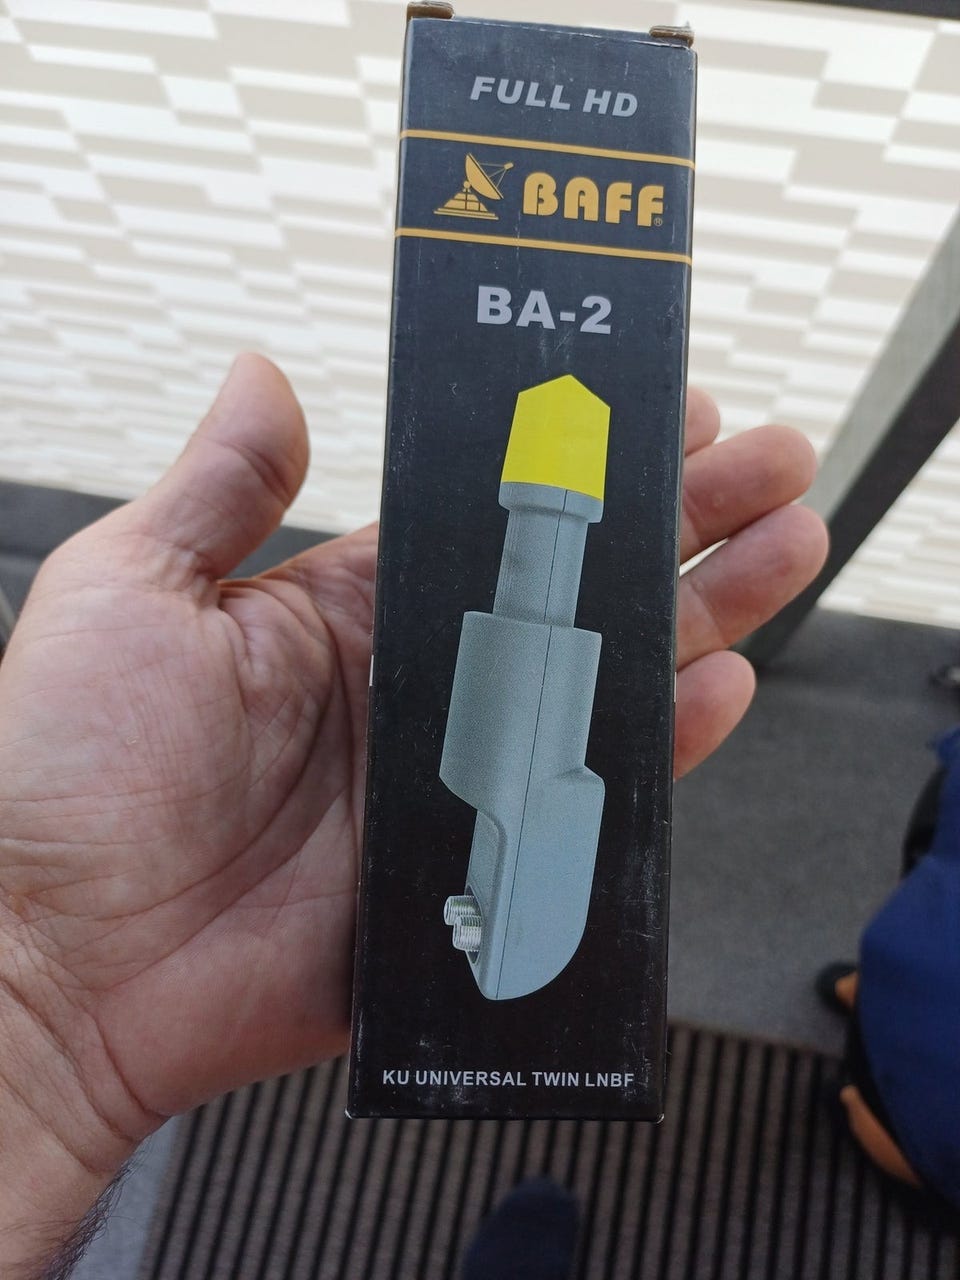 FULL HD
BAFF®
BA-2
KU UNIVERSAL TWIN LNBF